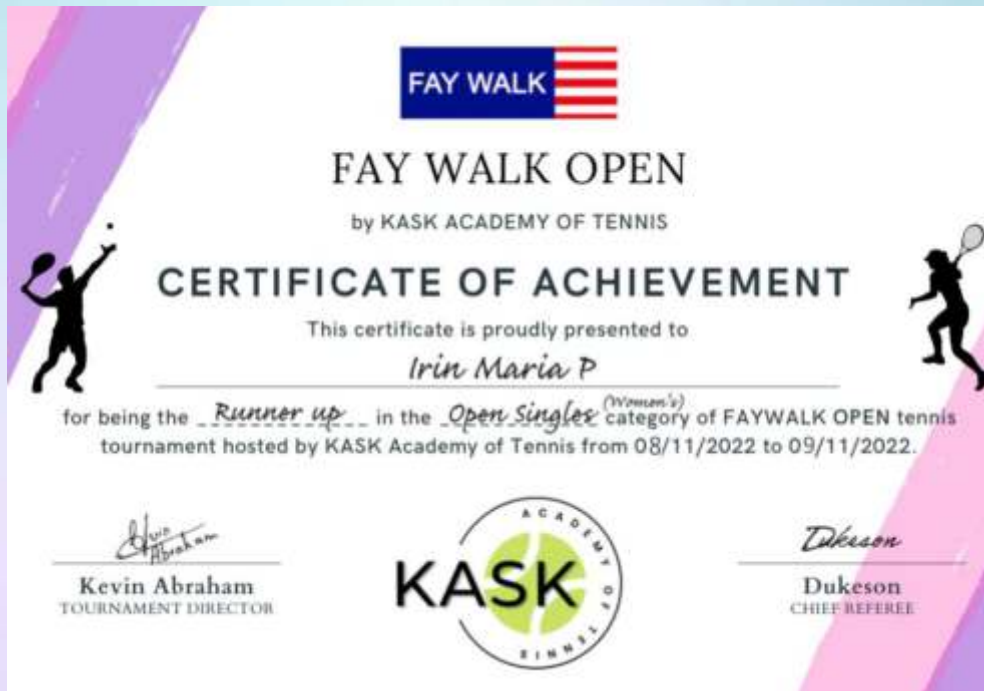 FAY WALK
FAY WALK OPEN
by KASK ACADEMY OF TENNIS
CERTIFICATE OF ACHIEVEMENT
This certificate is proudly presented to
Irin Maria P
for being the Runner up in the Open Singles (Women's) category of FAYWALK OPEN tennis
tournament hosted by KASK Academy of Tennis from 08/11/2022 to 09/11/2022.
Kevin Abraham
Kevin Abraham
TOURNAMENT DIRECTOR
KASK
ACADEMY OF TENNIS
Dukeson
Dukeson
CHIEF REFEREE